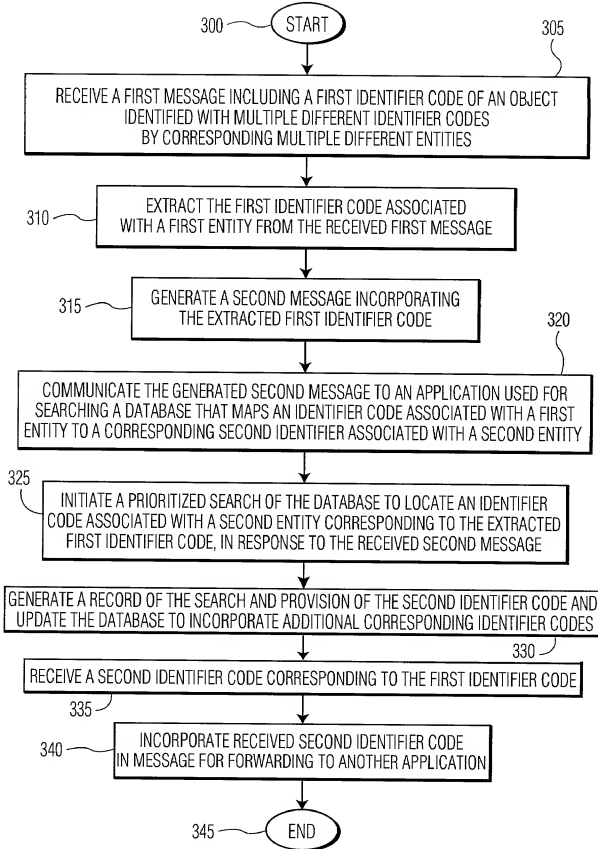 300
START
305
RECEIVE A FIRST MESSAGE INCLUDING A FIRST IDENTIFIER CODE OF AN OBJECT
IDENTIFIED WITH MULTIPLE DIFFERENT IDENTIFIER CODES
BY CORRESPONDING MULTIPLE DIFFERENT ENTITIES
310
EXTRACT THE FIRST IDENTIFIER CODE ASSOCIATED
WITH A FIRST ENTITY FROM THE RECEIVED FIRST MESSAGE
315
GENERATE A SECOND MESSAGE INCORPORATING
THE EXTRACTED FIRST IDENTIFIER CODE
320
COMMUNICATE THE GENERATED SECOND MESSAGE TO AN APPLICATION USED FOR
SEARCHING A DATABASE THAT MAPS AN IDENTIFIER CODE ASSOCIATED WITH A FIRST
ENTITY TO A CORRESPONDING SECOND IDENTIFIER ASSOCIATED WITH A SECOND ENTITY
325
INITIATE A PRIORITIZED SEARCH OF THE DATABASE TO LOCATE AN IDENTIFIER
CODE ASSOCIATED WITH A SECOND ENTITY CORRESPONDING TO THE EXTRACTED
FIRST IDENTIFIER CODE, IN RESPONSE TO THE RECEIVED SECOND MESSAGE
GENERATE A RECORD OF THE SEARCH AND PROVISION OF THE SECOND IDENTIFIER CODE AND
UPDATE THE DATABASE TO INCORPORATE ADDITIONAL CORRESPONDING IDENTIFIER CODES
330
RECEIVE A SECOND IDENTIFIER CODE CORRESPONDING TO THE FIRST IDENTIFIER CODE
335
340
INCORPORATE RECEIVED SECOND IDENTIFIER CODE
IN MESSAGE FOR FORWARDING TO ANOTHER APPLICATION
345
END